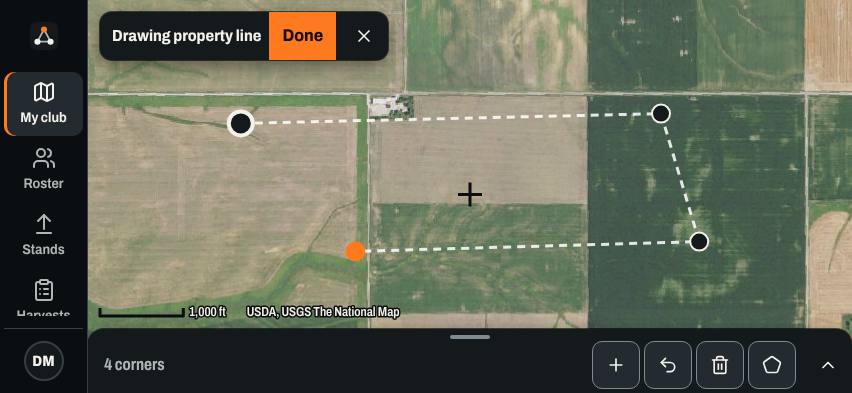 Drawing property line Done
My club
Roster
Stands
Harvests
DM
1,000 ft USDA, USGS The National Map
4 corners